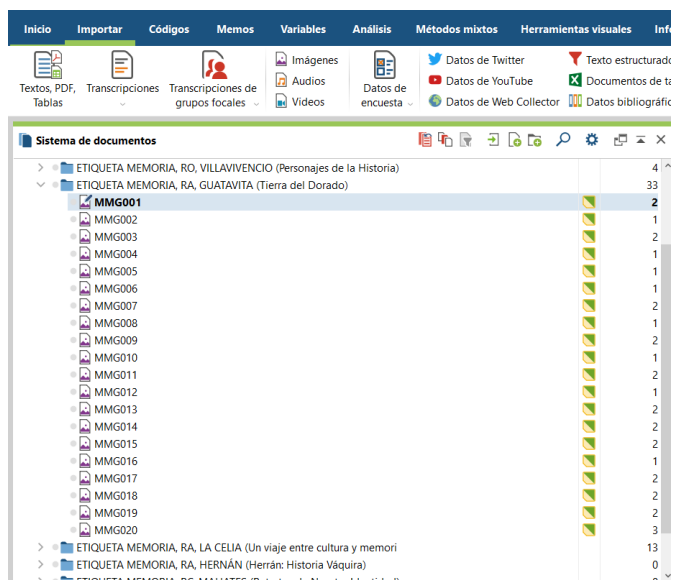 Inicio Importar Códigos Memos Variables Análisis Métodos mixtos Herramientas visuales
Textos, PDF, Tablas
Transcripciones
Transcripciones de grupos focales
Imágenes
Audios
Videos
Datos de encuesta
Datos de Twitter
Datos de YouTube
Datos de Web Collector
Texto estructurado
Documentos de
Datos
Sistema de documentos
ETIQUETA MEMORIA, RO, VILLAVIVENCIO (Personajes de la Historia) 4
ETIQUETA MEMORIA, RA, GUATAVITA (Tierra del Dorado) 33
MMG001 2
MMG002 1
MMG003 2
MMG004 1
MMG005 1
MMG006 1
MMG007 2
MMG008 1
MMG009 2
MMG010 1
MMG011 2
MMG012 1
MMG013 2
MMG014 2
MMG015 2
MMG016 1
MMG017 2
MMG018 2
MMG019 2
MMG020 3
ETIQUETA MEMORIA, RA, LA CELIA (Un viaje entre cultura y memori 13
ETIQUETA MEMORIA, RA, HERNÁN (Herrán: Historia Váquira) 0